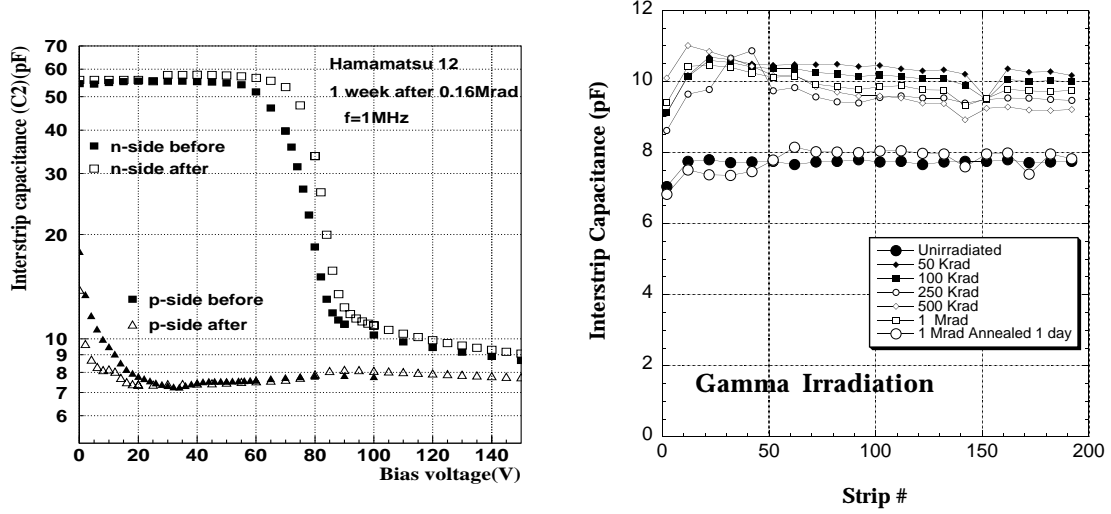 Interstrip capacitance (C2)(pF)
70
60
50
40
30
20
10
9
8
7
6
Hamamatsu 12
1 week after 0.16Mrad
f=1MHz
n-side before
n-side after
p-side before
p-side after
0 20 40 60 80 100 120 140
Bias voltage(V)
Interstrip Capacitance (pF)
12
10
8
6
4
2
0
Unirradiated
50 Krad
100 Krad
250 Krad
500 Krad
1 Mrad
1 Mrad Annealed 1 day
Gamma Irradiation
0 50 100 150 200
Strip #